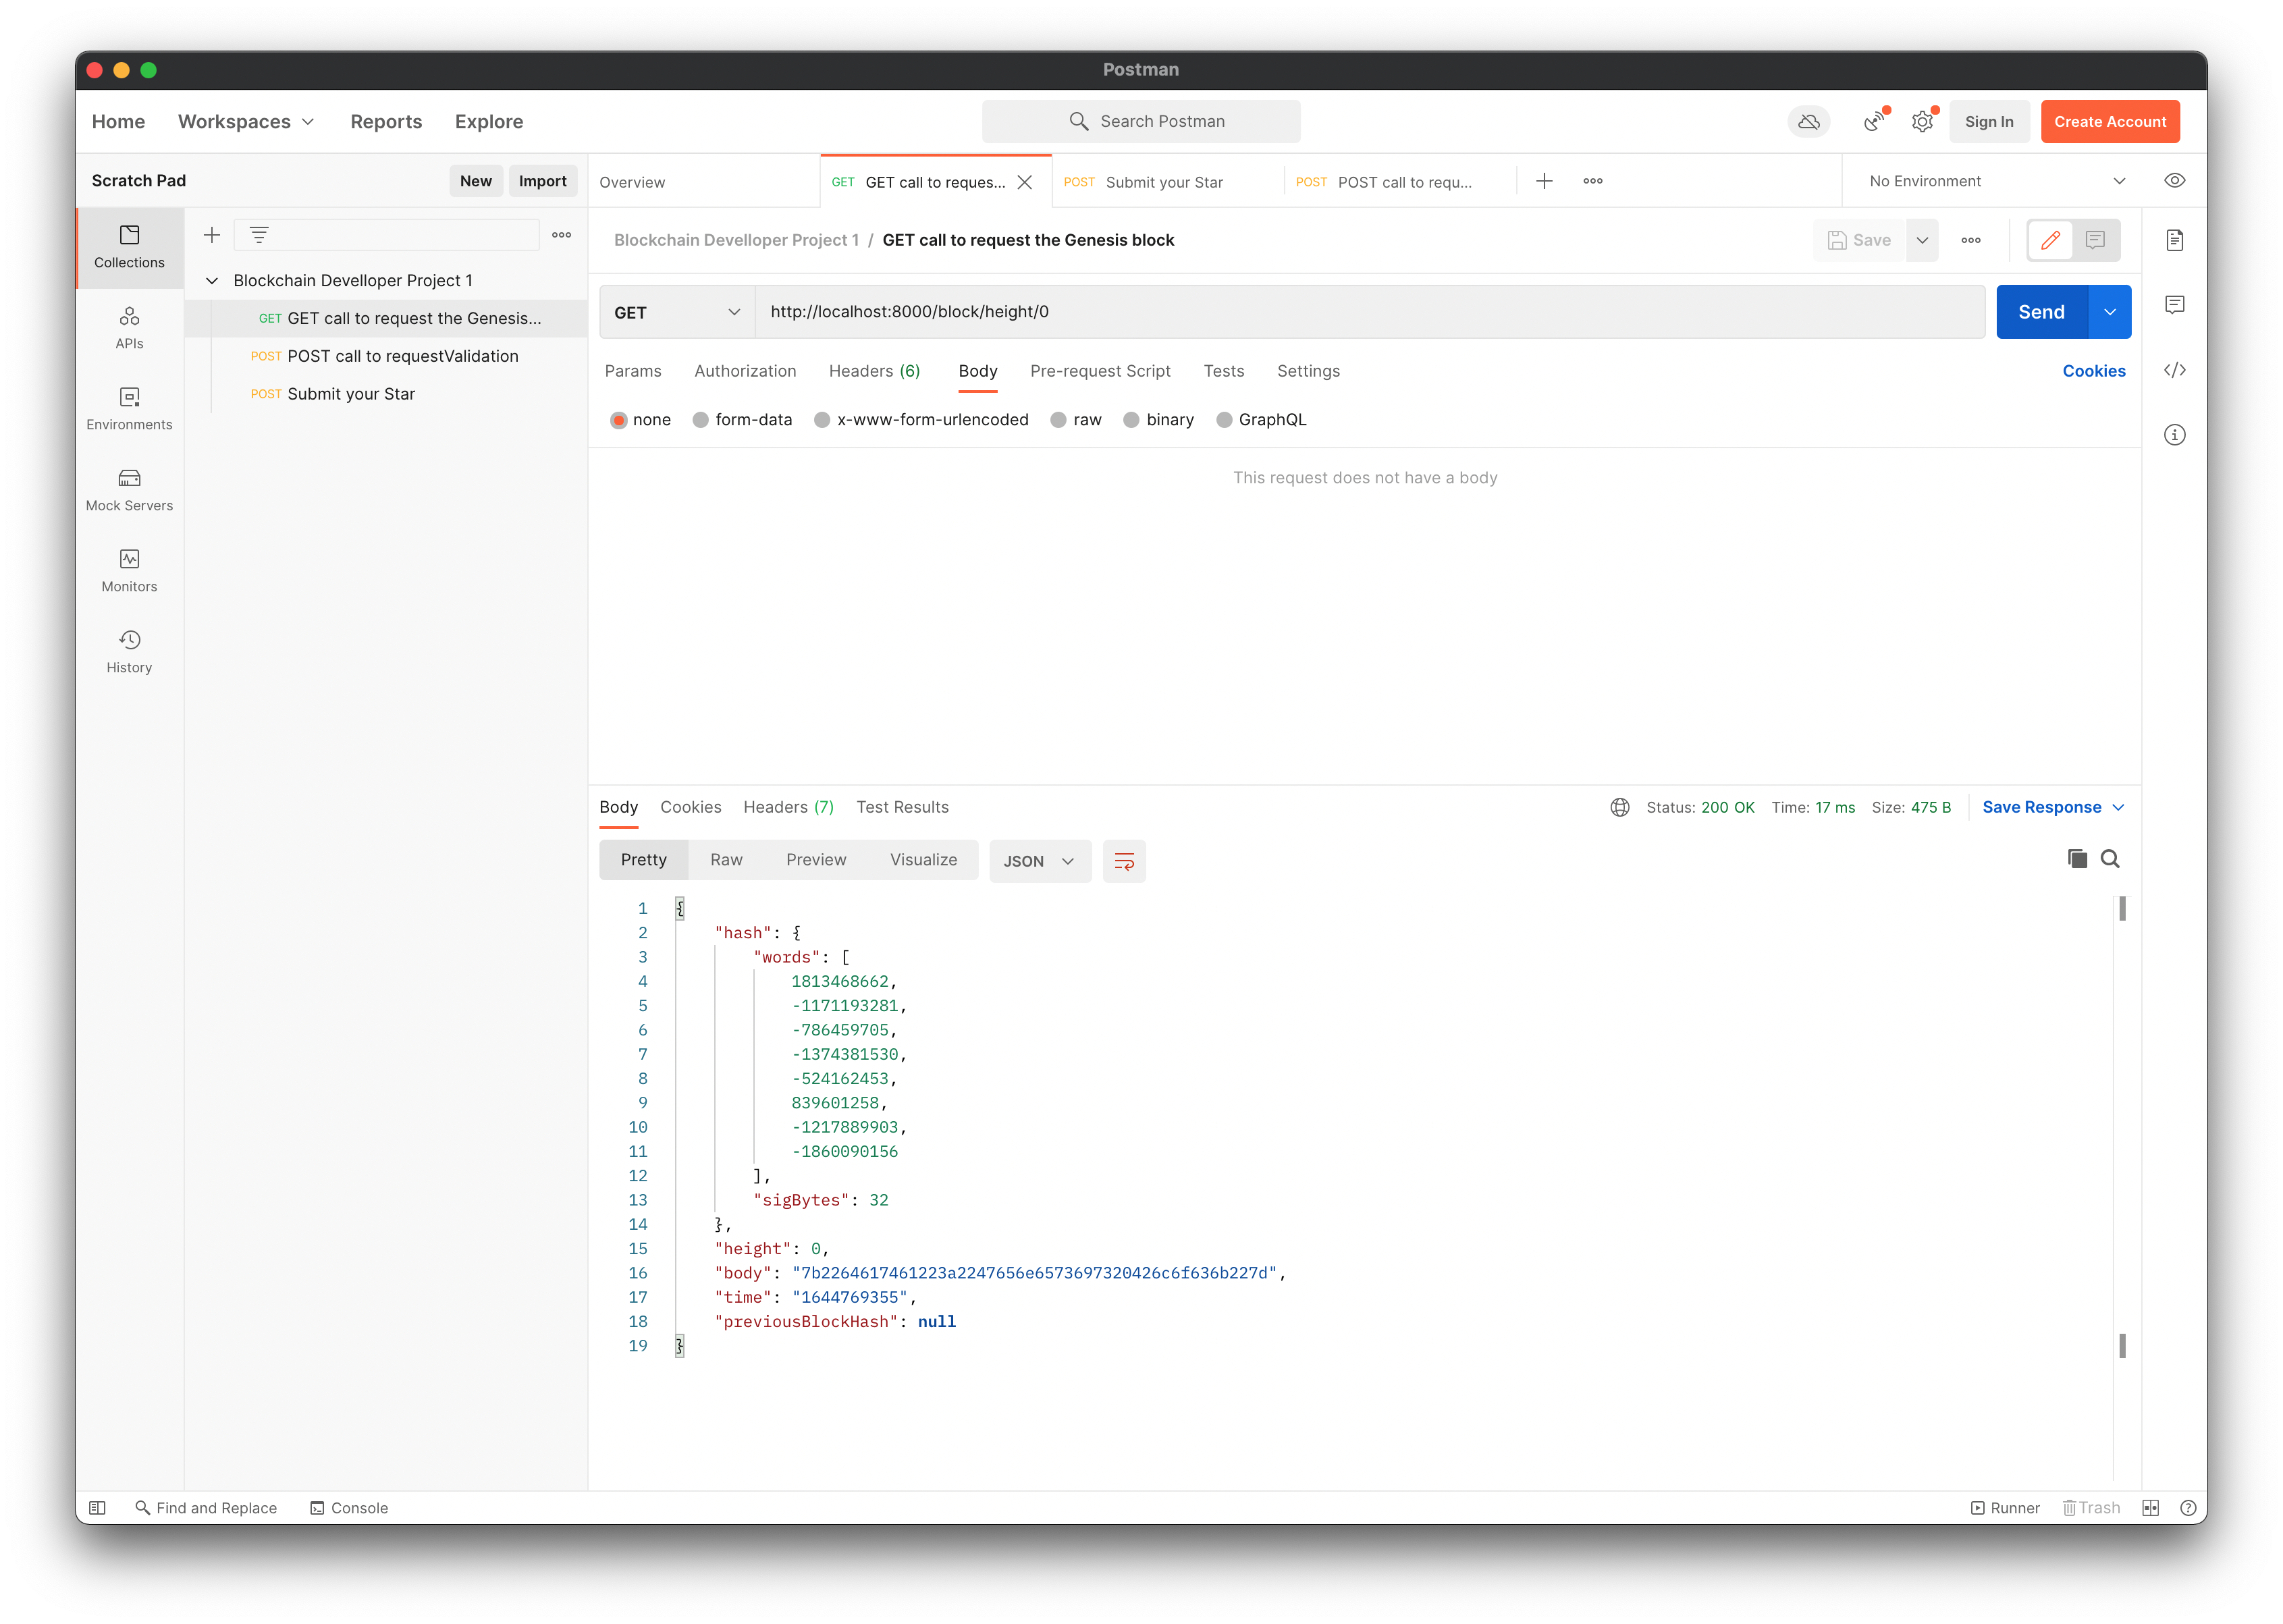 Postman
Home Workspaces Reports Explore Search Postman Sign In Create Account
Scratch Pad New Import Overview GET GET call to reques... POST Submit your Star POST POST call to requ... No Environment
Collections
APIs
Environments
Mock Servers
Monitors
History
Blockchain Develloper Project 1
GET GET call to request the Genesis...
POST POST call to requestValidation
POST Submit your Star
Blockchain Develloper Project 1 / GET call to request the Genesis block Save
GET http://localhost:8000/block/height/0 Send
Params Authorization Headers (6) Body Pre-request Script Tests Settings Cookies
none form-data x-www-form-urlencoded raw binary GraphQL
This request does not have a body
Body Cookies Headers (7) Test Results Status: 200 OK Time: 17 ms Size: 475 B Save Response
Pretty Raw Preview Visualize JSON
1 {
2 "hash": {
3 "words": [
4 1813468662,
5 -1171193281,
6 -786459705,
7 -1374381530,
8 -524162453,
9 839601258,
10 -1217889903,
11 -1860090156
12 ],
13 "sigBytes": 32
14 },
15 "height": 0,
16 "body": "7b2264617461223a2247656e6573697320426c6f636b227d",
17 "time": "1644769355",
18 "previousBlockHash": null
19 }
Find and Replace Console Runner Trash